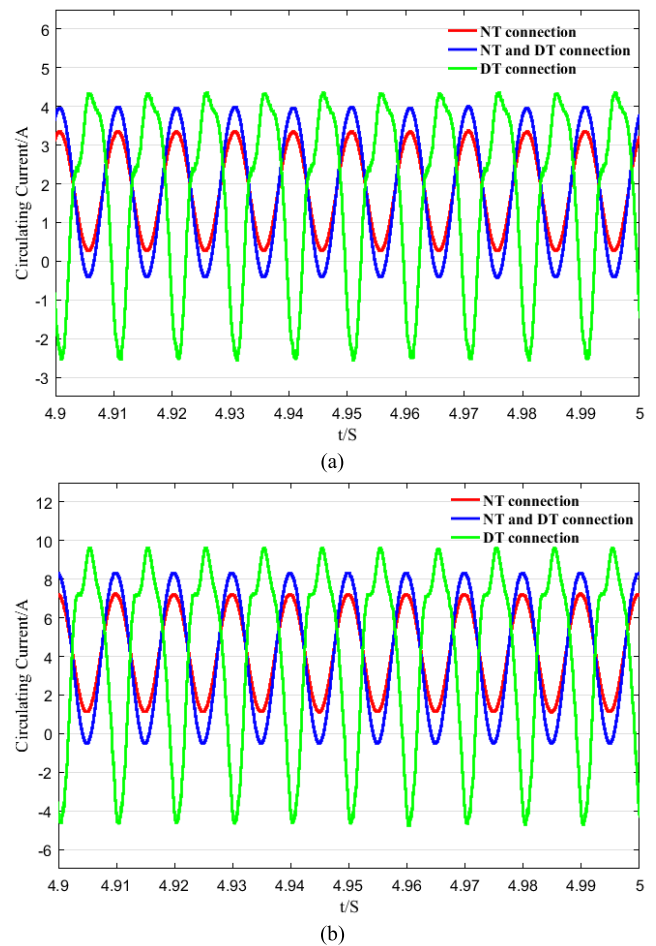 6
5
4
3
2
1
0
-1
-2
-3
Circulating Current/A
NT connection
NT and DT connection
DT connection
4.9 4.91 4.92 4.93 4.94 4.95 4.96 4.97 4.98 4.99 5
t/S
(a)
12
10
8
6
4
2
0
-2
-4
-6
Circulating Current/A
NT connection
NT and DT connection
DT connection
4.9 4.91 4.92 4.93 4.94 4.95 4.96 4.97 4.98 4.99 5
t/S
(b)